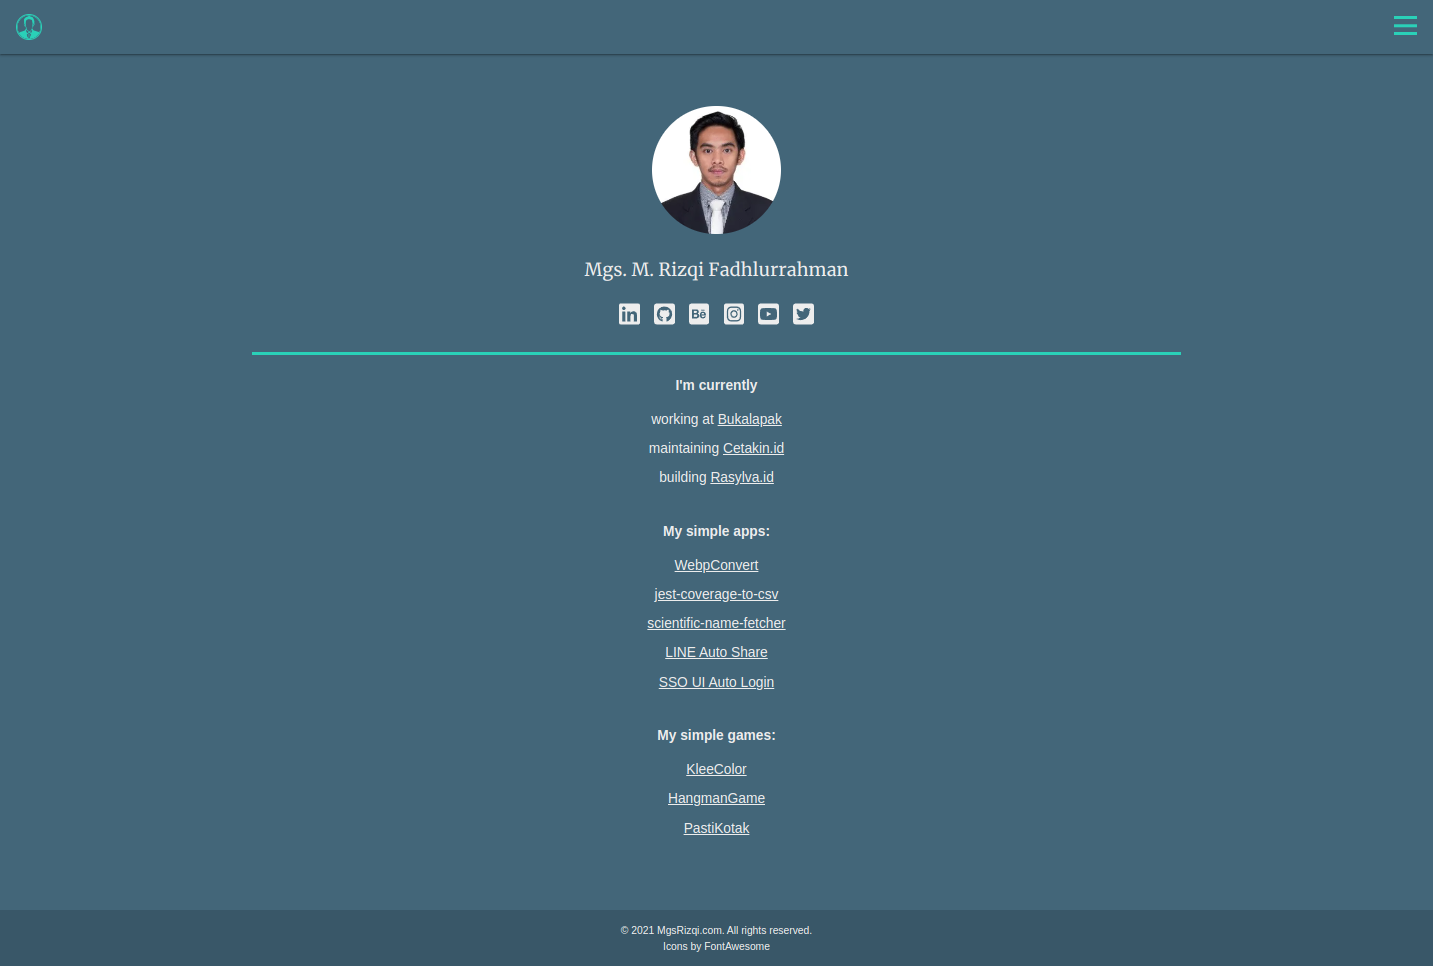 Mgs. M. Rizqi Fadhlurrahman
I'm currently
working at Bukalapak
maintaining Cetakin.id
building Rasylva.id
My simple apps:
WebpConvert
jest-coverage-to-csv
scientific-name-fetcher
LINE Auto Share
SSO UI Auto Login
My simple games:
KleeColor
HangmanGame
PastiKotak
© 2021 MgsRizqi.com. All rights reserved.
Icons by FontAwesome